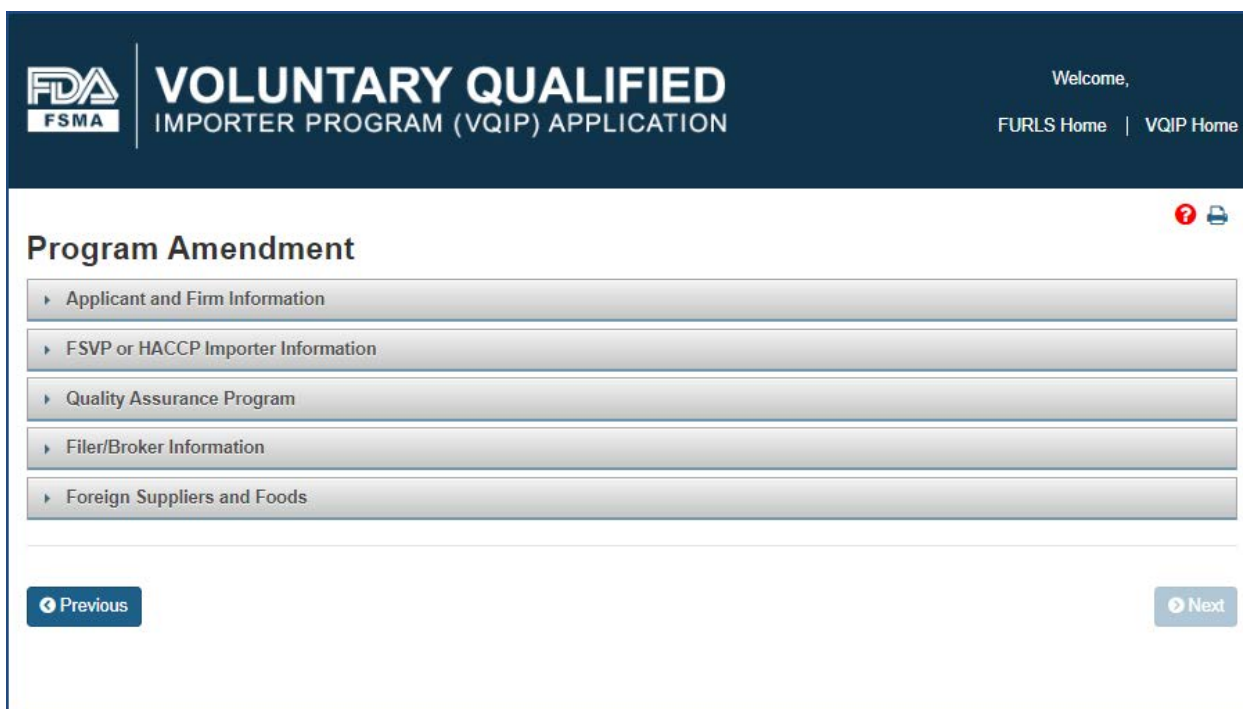 FDA
FSMA
VOLUNTARY QUALIFIED
IMPORTER PROGRAM (VQIP) APPLICATION
Welcome,
FURLS Home | VQIP Home
?
Program Amendment
Applicant and Firm Information
FSVP or HACCP Importer Information
Quality Assurance Program
Filer/Broker Information
Foreign Suppliers and Foods
Previous
Next